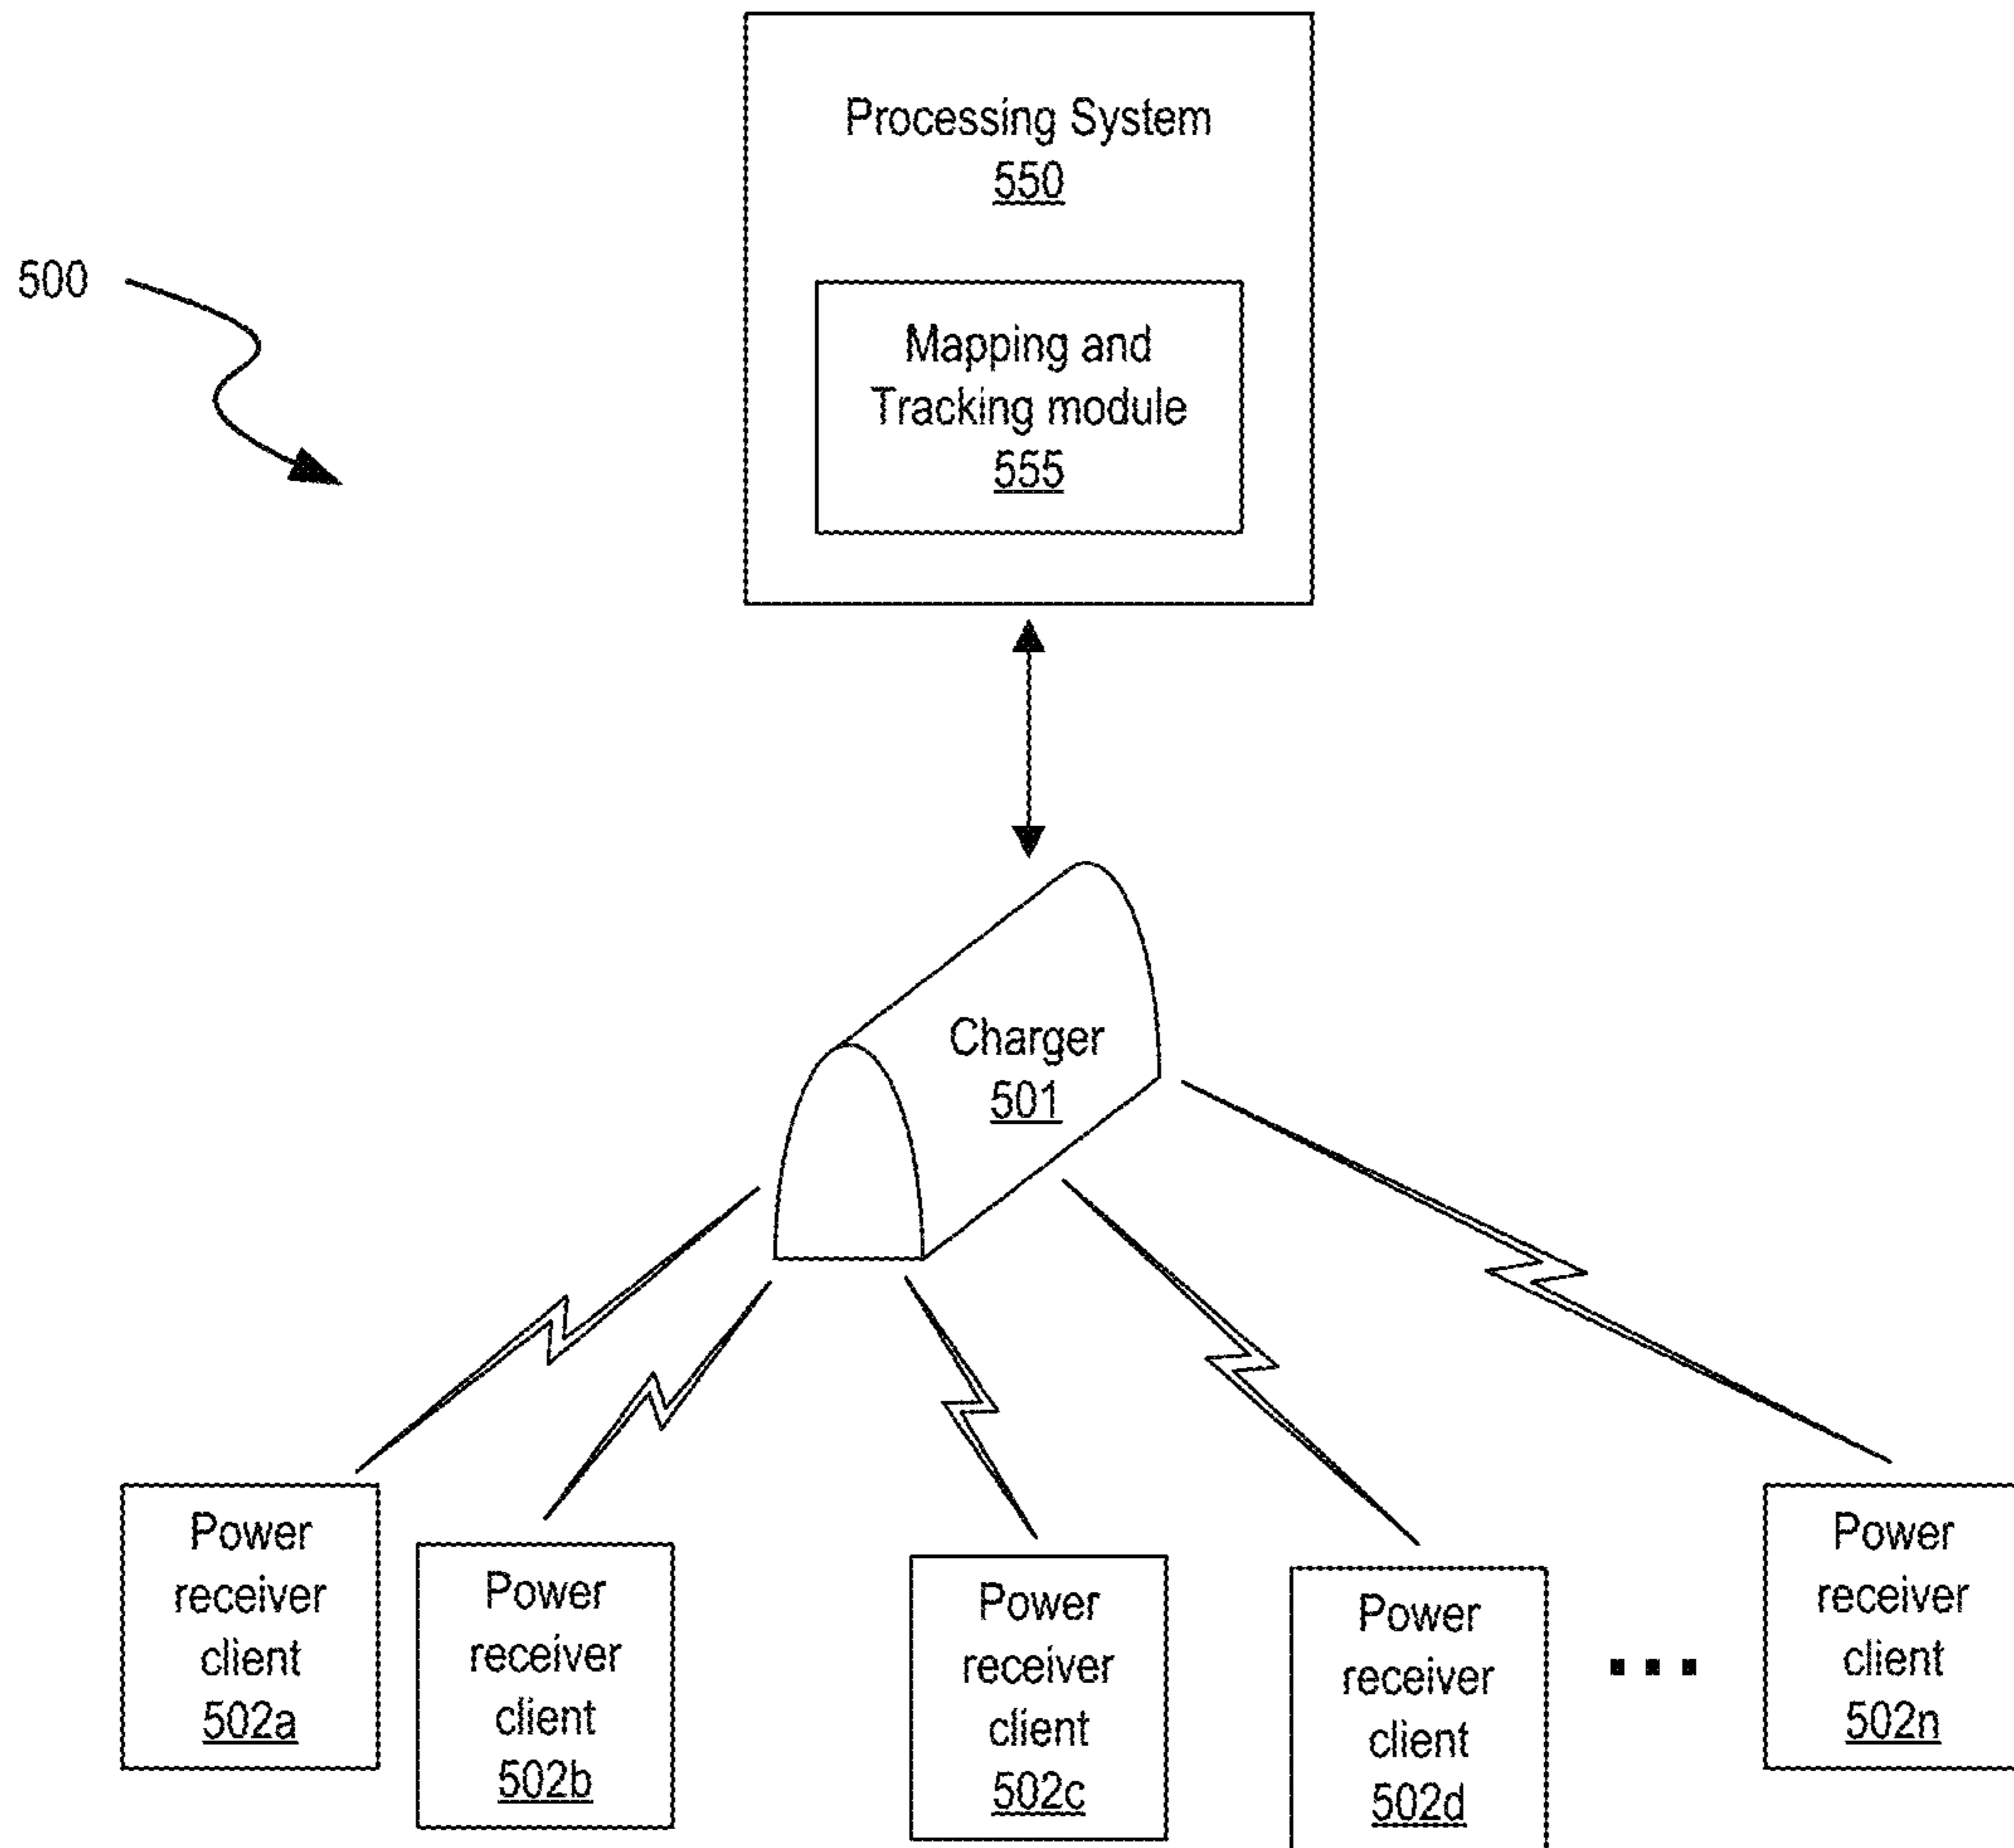 Processing System
550
500
Mapping and
Tracking module
555
Charger
501
Power
receiver
client
502a
Power
receiver
client
502b
Power
receiver
client
502c
Power
receiver
client
502d
...
Power
receiver
client
502n